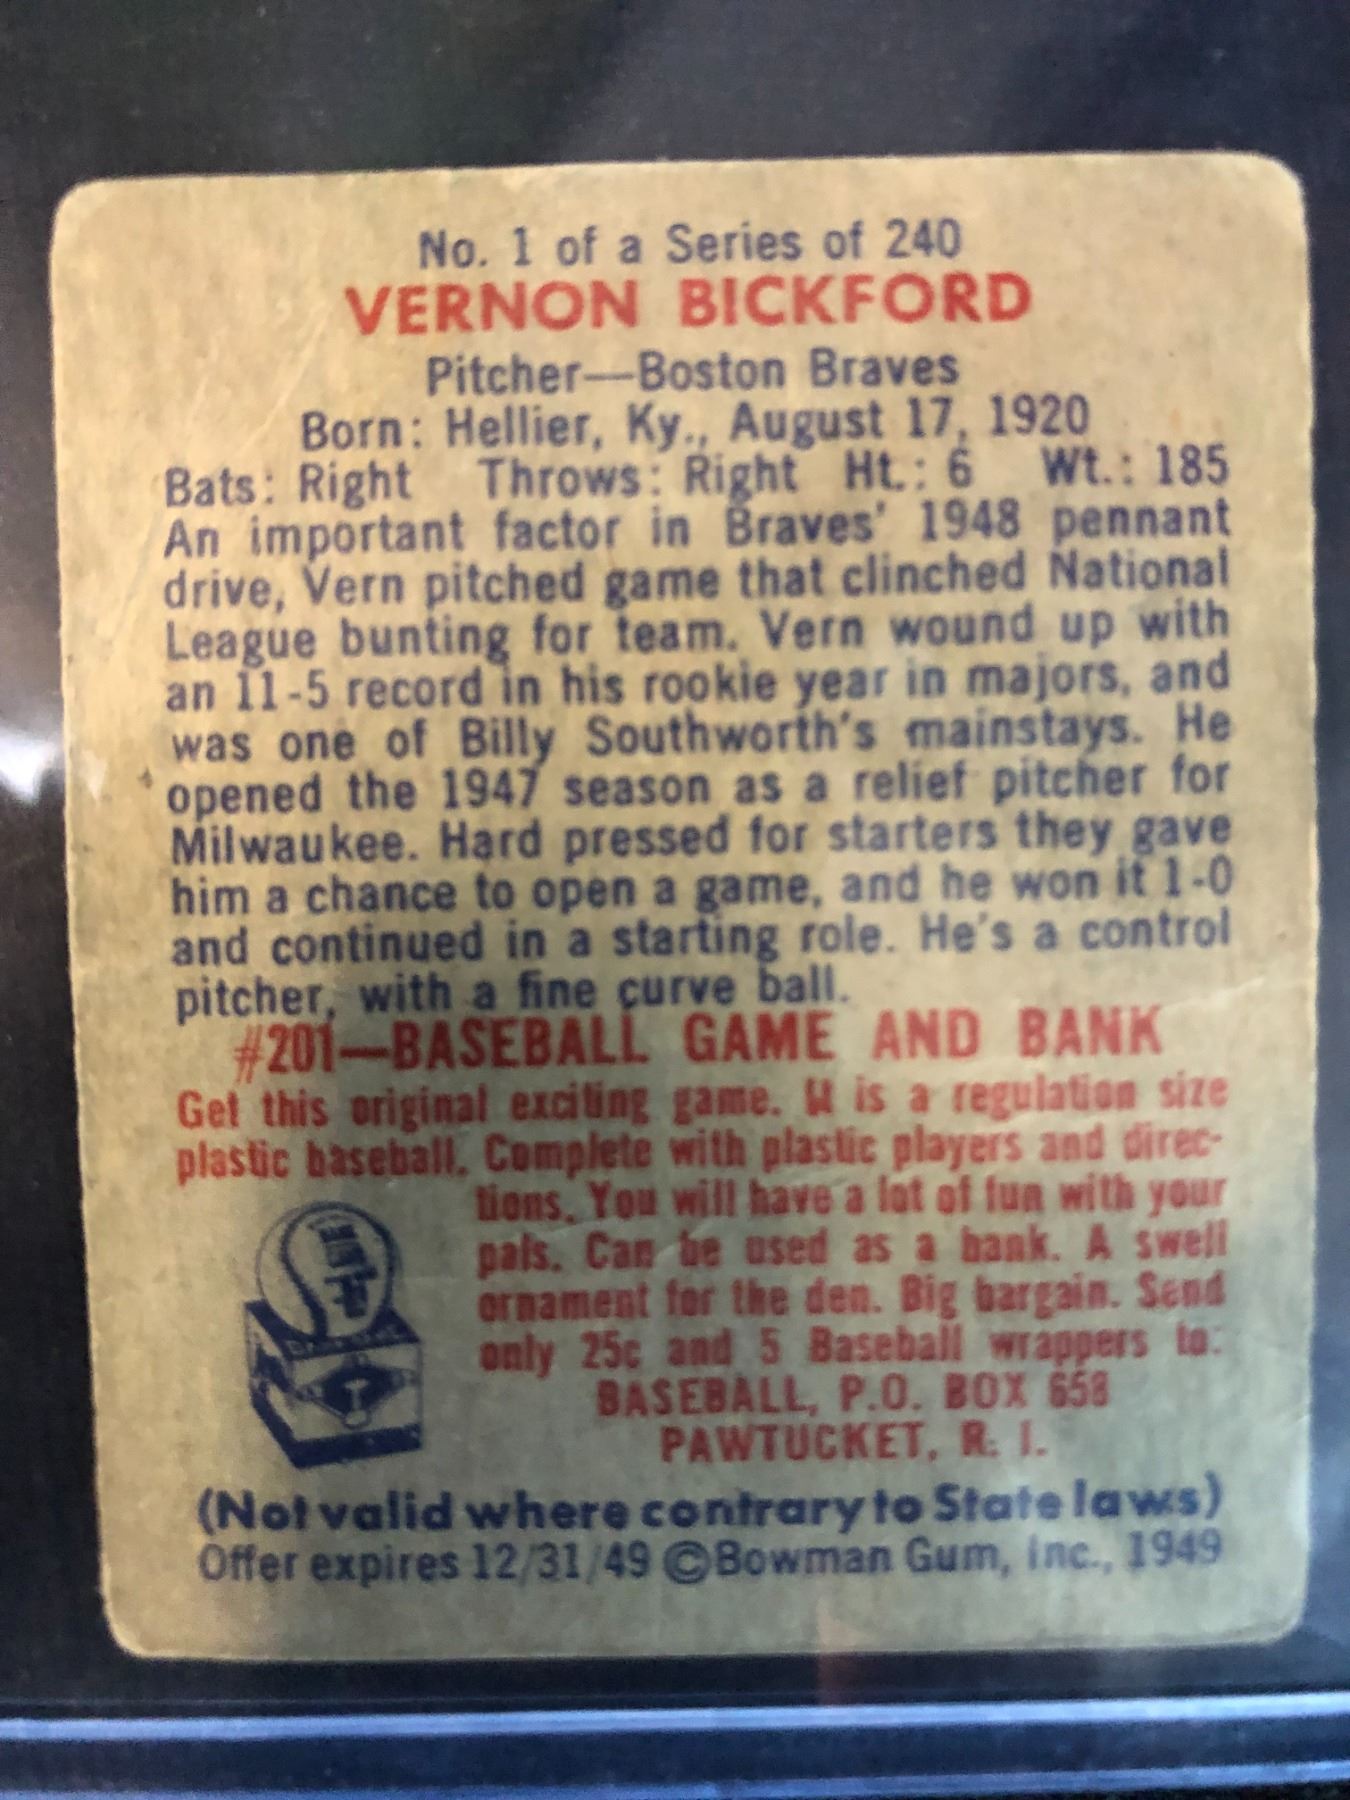 No. 1 of a Series of 240
VERNON BICKFORD
Pitcher—Boston Braves
Born: Hellier, Ky., August 17, 1920
Bats: Right Throws: Right Ht.: 6 Wt.: 185
An important factor in Braves' 1948 pennant
drive, Vern pitched game that clinched National
League bunting for team. Vern wound up with
an 11-5 record in his rookie year in majors, and
was one of Billy Southworth's mainstays. He
opened the 1947 season as a relief pitcher for
Milwaukee. Hard pressed for starters they gave
him a chance to open a game, and he won it 1-0
and continued in a starting role. He's a control
pitcher, with a fine curve ball.
#201—BASEBALL GAME AND BANK
Get this original exciting game. It is a regulation size
plastic baseball. Complete with plastic players and direc-
tions. You will have a lot of fun with your
pals. Can be used as a bank. A swell
ornament for the den. Big bargain. Send
only 25c and 5 Baseball wrappers to:
BASEBALL, P.O. BOX 658
PAWTUCKET, R. I.
(Not valid where contrary to State laws)
Offer expires 12/31/49 ©Bowman Gum, Inc., 1949